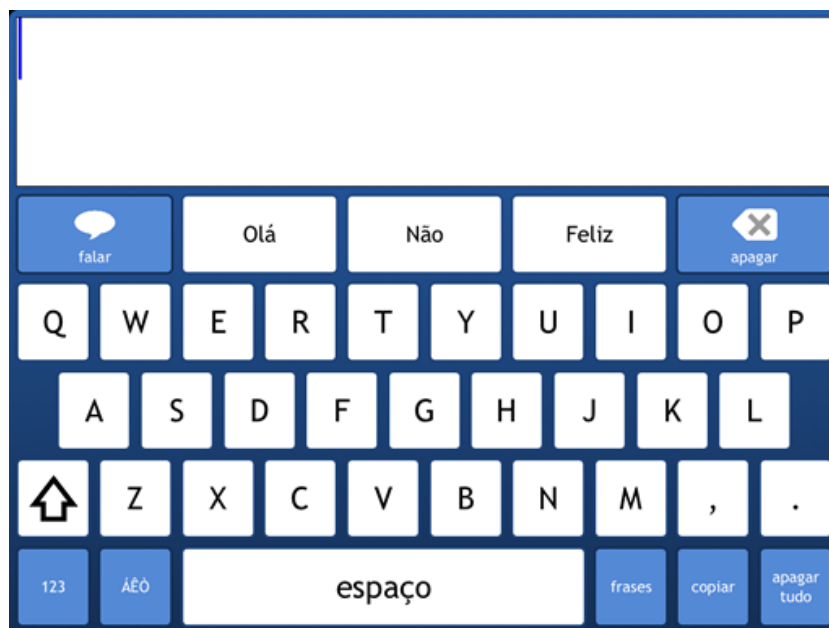 falar Olá Não Feliz apagar
Q W E R T Y U I O P
A S D F G H J K L
Z X C V B N M , .
123 ÁÊÒ espaço frases copiar apagar tudo